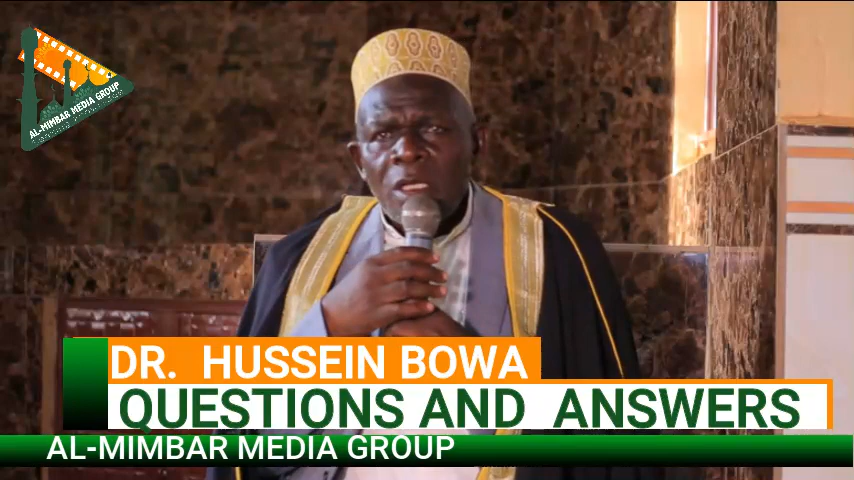 AL-MIMBAR MEDIA GROUP
DR. HUSSEIN BOWA
QUESTIONS AND ANSWERS
AL-MIMBAR MEDIA GROUP